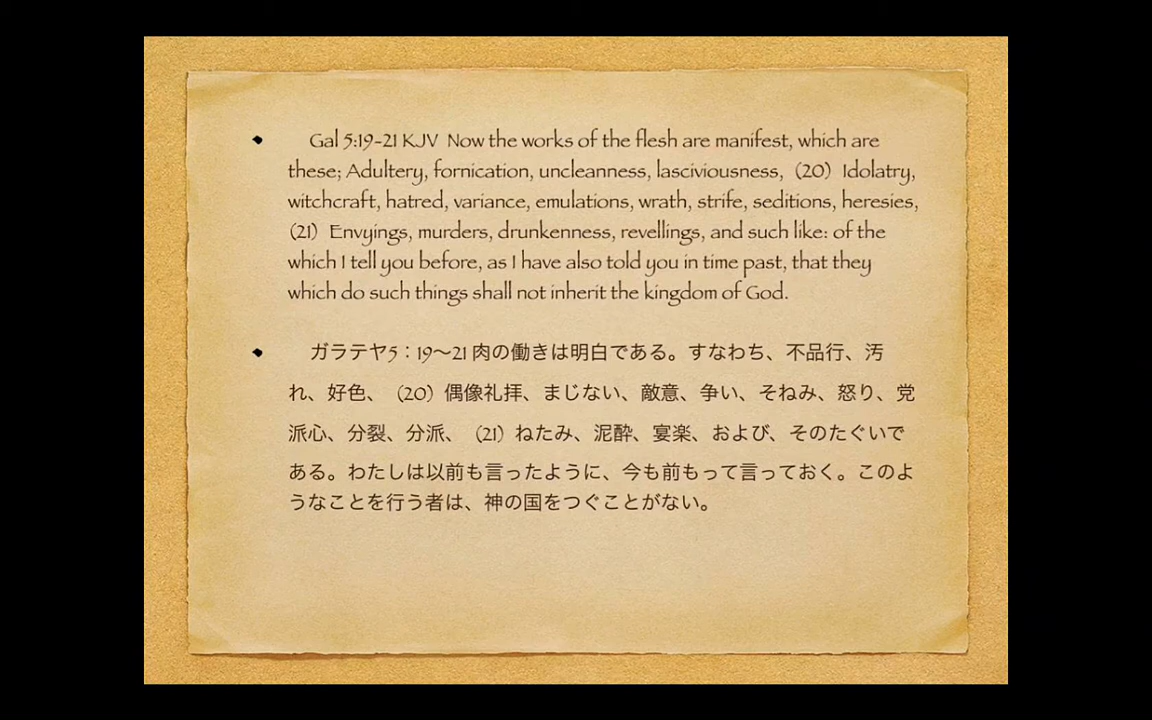 • Gal 5:19-21 KJV Now the works of the flesh are manifest, which are
these; Adultery, fornication, uncleanness, lasciviousness, (20) Idolatry,
witchcraft, hatred, variance, emulations, wrath, strife, seditions, heresies,
(21) Envyings, murders, drunkenness, revellings, and such like: of the
which I tell you before, as I have also told you in time past, that they
which do such things shall not inherit the kingdom of God.
• ガラテヤ5：19〜21 肉の働きは明白である。すなわち、不品行、汚
れ、好色、 (20) 偶像礼拝、まじない、敵意、争い、そねみ、怒り、党
派心、分裂、分派、 (21) ねたみ、泥酔、宴楽、および、そのたぐいで
ある。わたしは以前も言ったように、今も前もって言っておく。このよ
うなことを行う者は、神の国をつぐことがない。